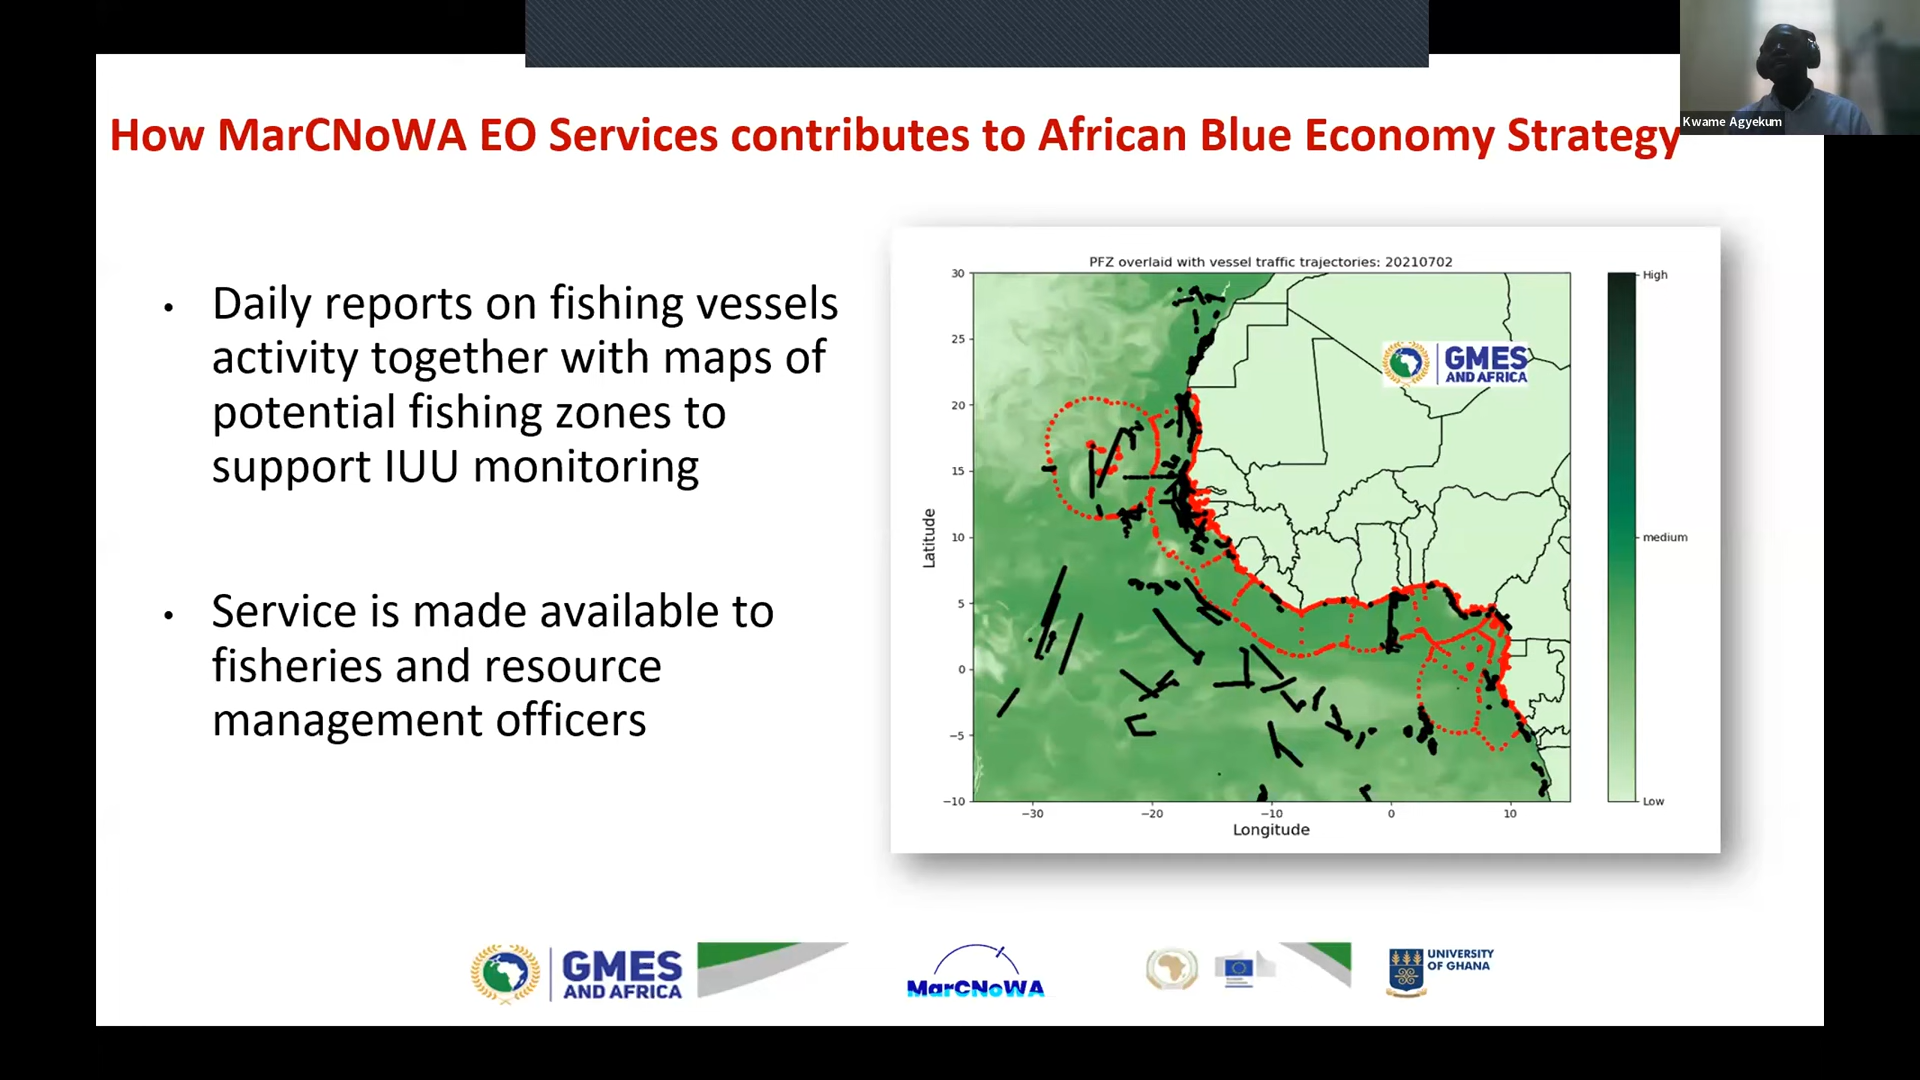 Kwame Agyekum
How MarCNoWA EO Services contributes to African Blue Economy Strategy
• Daily reports on fishing vessels
activity together with maps of
potential fishing zones to
support IUU monitoring
• Service is made available to
fisheries and resource
management officers
PFZ overlaid with vessel traffic trajectories: 20210702
30
25
20
15
10
5
0
−5
−10
Latitude
−30 −20 −10 0 10
Longitude
GMES
AND AFRICA
High
medium
Low
GMES
AND AFRICA
MarCNoWA
UNIVERSITY
OF GHANA